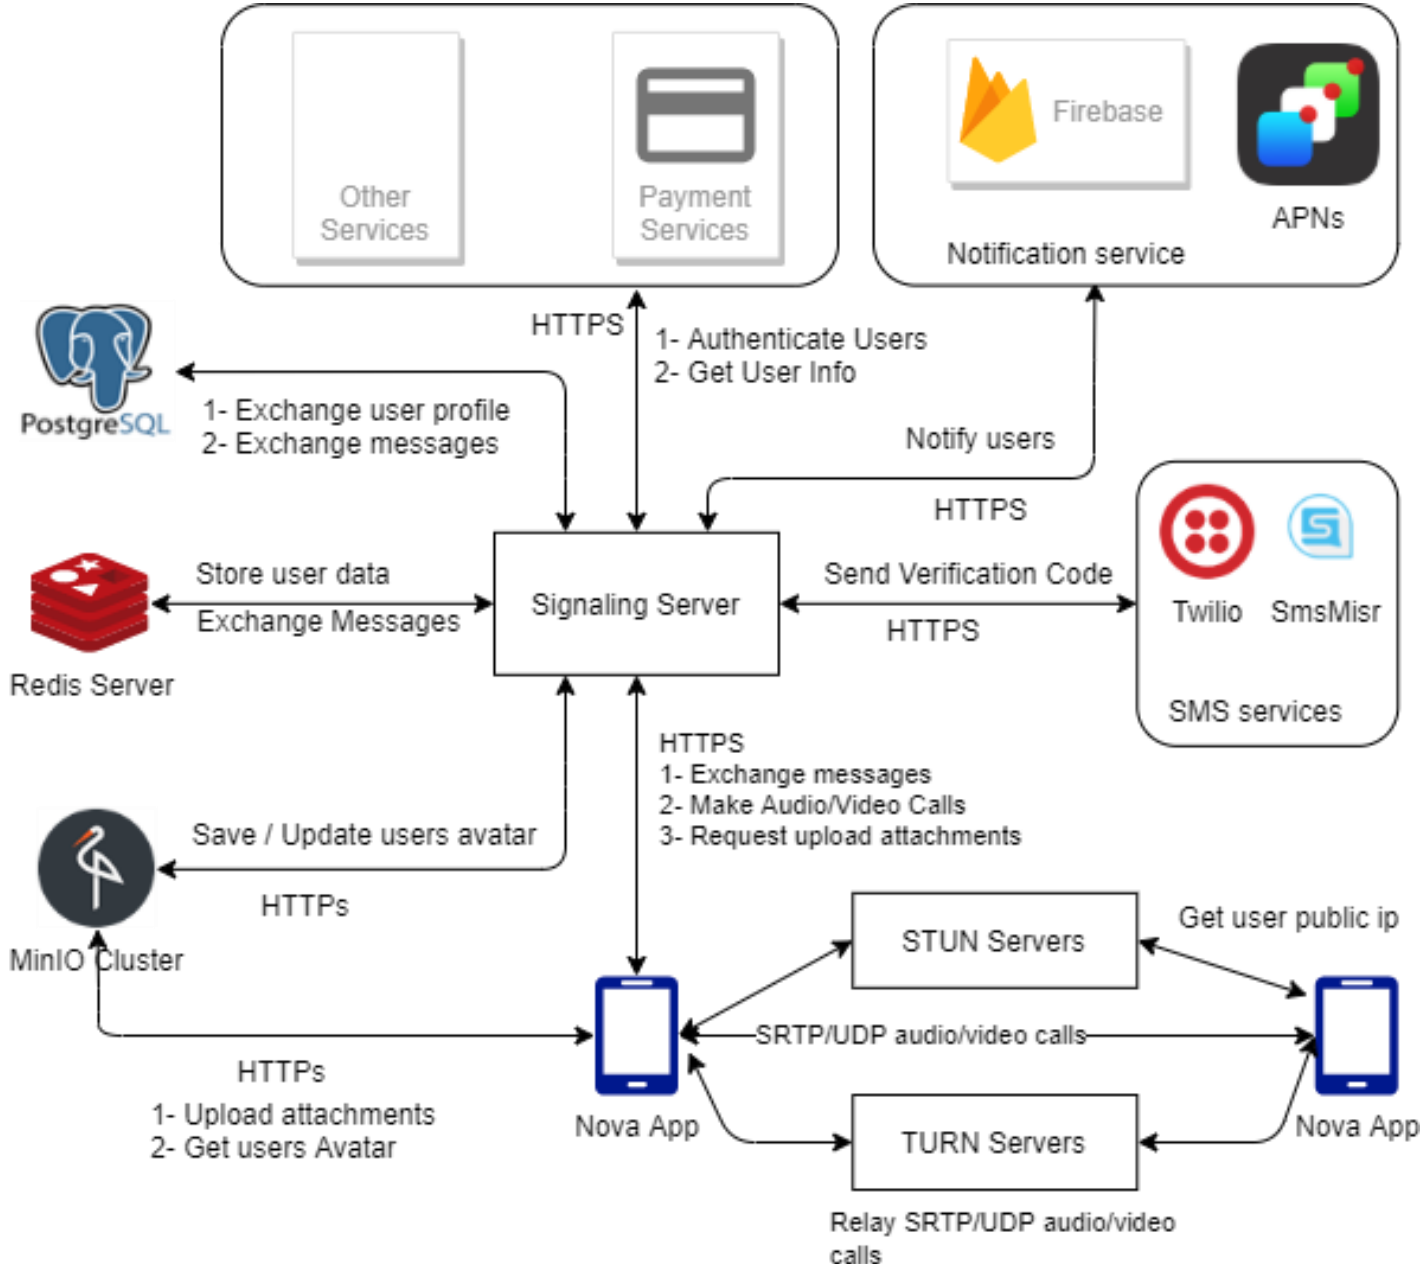 Other
Services
Payment
Services
Firebase
APNs
Notification service
HTTPS
1- Authenticate Users
2- Get User Info
PostgreSQL
1- Exchange user profile
2- Exchange messages
Notify users
HTTPS
Store user data
Exchange Messages
Redis Server
Signaling Server
Send Verification Code
HTTPS
Twilio
SmsMisr
SMS services
HTTPS
1- Exchange messages
2- Make Audio/Video Calls
3- Request upload attachments
Save / Update users avatar
HTTPs
MinIO Cluster
STUN Servers
Get user public ip
SRTP/UDP audio/video calls
HTTPs
1- Upload attachments
2- Get users Avatar
Nova App
TURN Servers
Nova App
Relay SRTP/UDP audio/video
calls